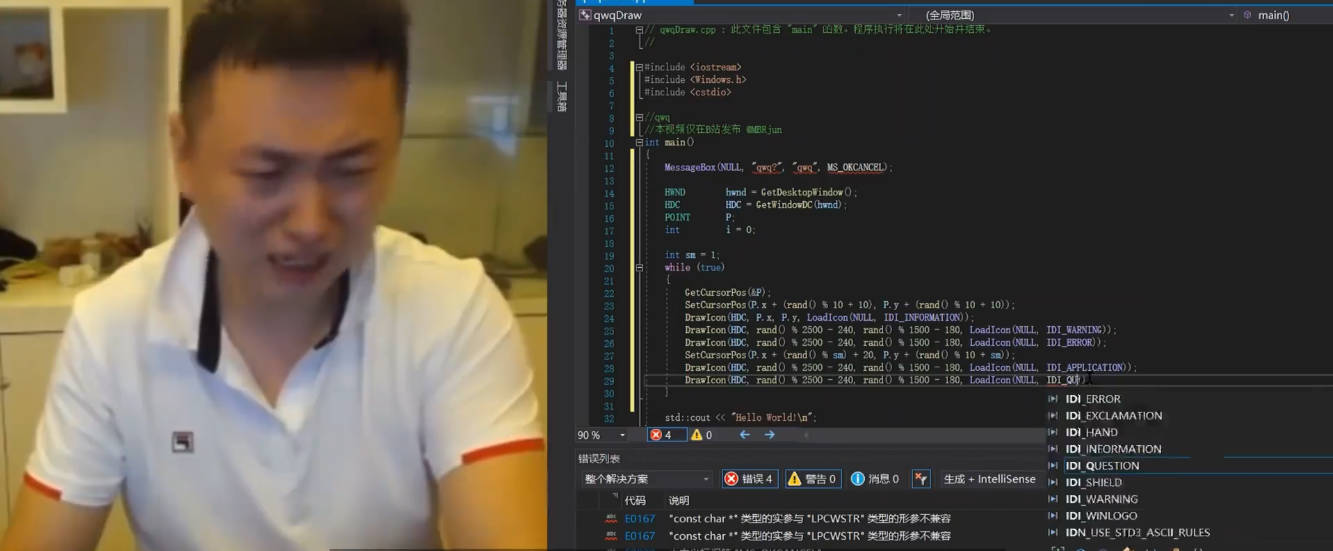 qwqDraw
(全局范围)
main()
1 // qwqDraw.cpp : 此文件包含 "main" 函数。程序执行将在此处开始并结束。
2 //
3
4 #include <iostream>
5 #include <Windows.h>
6 #include <cstdio>
7
8 //qwq
9 //本视频仅在B站发布 @MBRjun
10 int main()
11 {
12 MessageBox(NULL, "qwq?", "qwq", MS_OKCANCEL);
13
14 HWND hwnd = GetDesktopWindow();
15 HDC HDC = GetWindowDC(hwnd);
16 POINT P;
17 int i = 0;
18
19 int sm = 1;
20 while (true)
21 {
22 GetCursorPos(&P);
23 SetCursorPos(P.x + (rand() % 10 + 10), P.y + (rand() % 10 + 10));
24 DrawIcon(HDC, P.x, P.y, LoadIcon(NULL, IDI_INFORMATION));
25 DrawIcon(HDC, rand() % 2500 - 240, rand() % 1500 - 180, LoadIcon(NULL, IDI_WARNING));
26 DrawIcon(HDC, rand() % 2500 - 240, rand() % 1500 - 180, LoadIcon(NULL, IDI_ERROR));
27 SetCursorPos(P.x + (rand() % sm) + 20, P.y + (rand() % 10 + sm));
28 DrawIcon(HDC, rand() % 2500 - 240, rand() % 1500 - 180, LoadIcon(NULL, IDI_APPLICATION));
29 DrawIcon(HDC, rand() % 2500 - 240, rand() % 1500 - 180, LoadIcon(NULL, IDI_QU)
30 }
31
32 std::cout << "Hello World!\n";
IDI_ERROR
IDI_EXCLAMATION
IDI_HAND
IDI_INFORMATION
IDI_QUESTION
IDI_SHIELD
IDI_WARNING
IDI_WINLOGO
IDN_USE_STD3_ASCII_RULES
90 % 4 0
错误列表
整个解决方案 错误 4 警告 0 消息 0 生成 + IntelliSense
代码 说明
E0167 "const char *" 类型的实参与 "LPCWSTR" 类型的形参不兼容
E0167 "const char *" 类型的实参与 "LPCWSTR" 类型的形参不兼容
工具箱